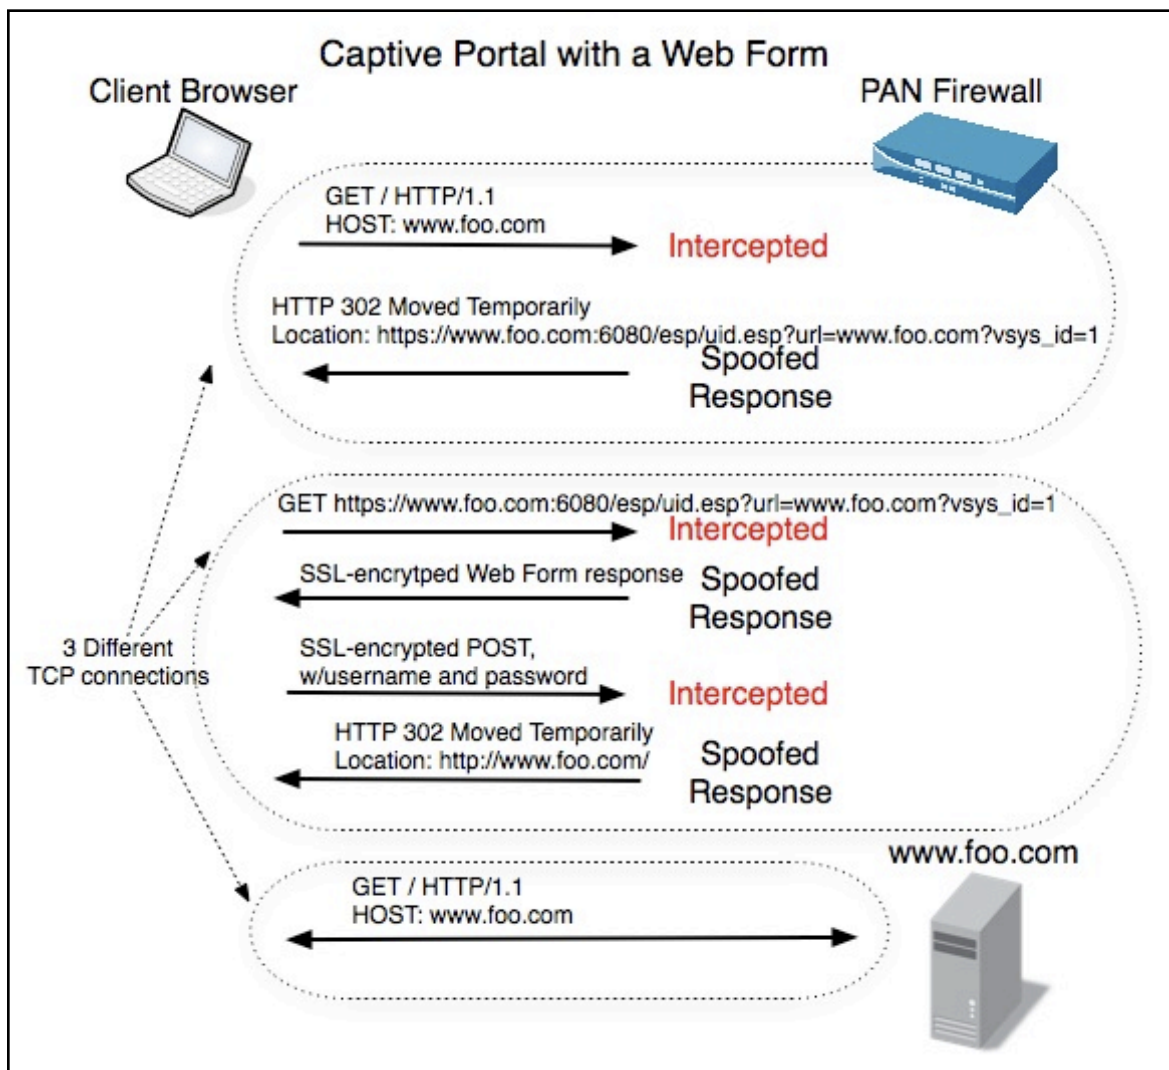 Captive Portal with a Web Form
Client Browser
PAN Firewall
GET / HTTP/1.1
HOST: www.foo.com
Intercepted
HTTP 302 Moved Temporarily
Location: https://www.foo.com:6080/esp/uid.esp?url=www.foo.com?vsys_id=1
Spoofed
Response
GET https://www.foo.com:6080/esp/uid.esp?url=www.foo.com?vsys_id=1
Intercepted
SSL-encrytped Web Form response
Spoofed
Response
3 Different
TCP connections
SSL-encrypted POST,
w/username and password
Intercepted
HTTP 302 Moved Temporarily
Location: http://www.foo.com/
Spoofed
Response
www.foo.com
GET / HTTP/1.1
HOST: www.foo.com